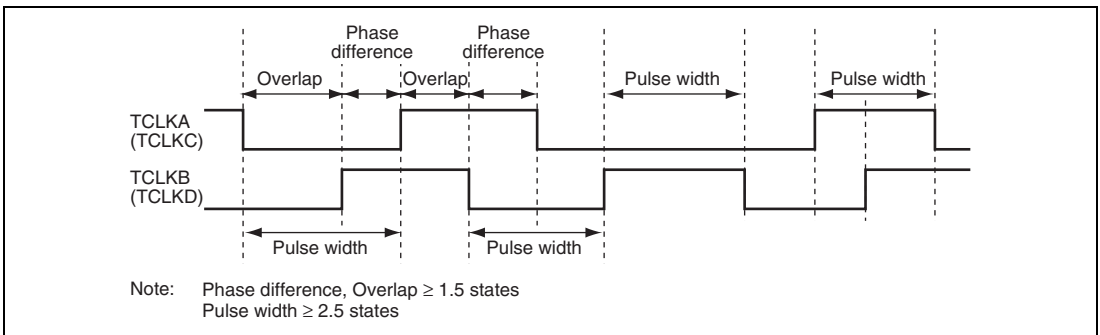 Phase difference
Phase difference
Overlap
Overlap
Pulse width
Pulse width
TCLKA
(TCLKC)
TCLKB
(TCLKD)
Pulse width
Pulse width
Note: Phase difference, Overlap ≥ 1.5 states
Pulse width ≥ 2.5 states